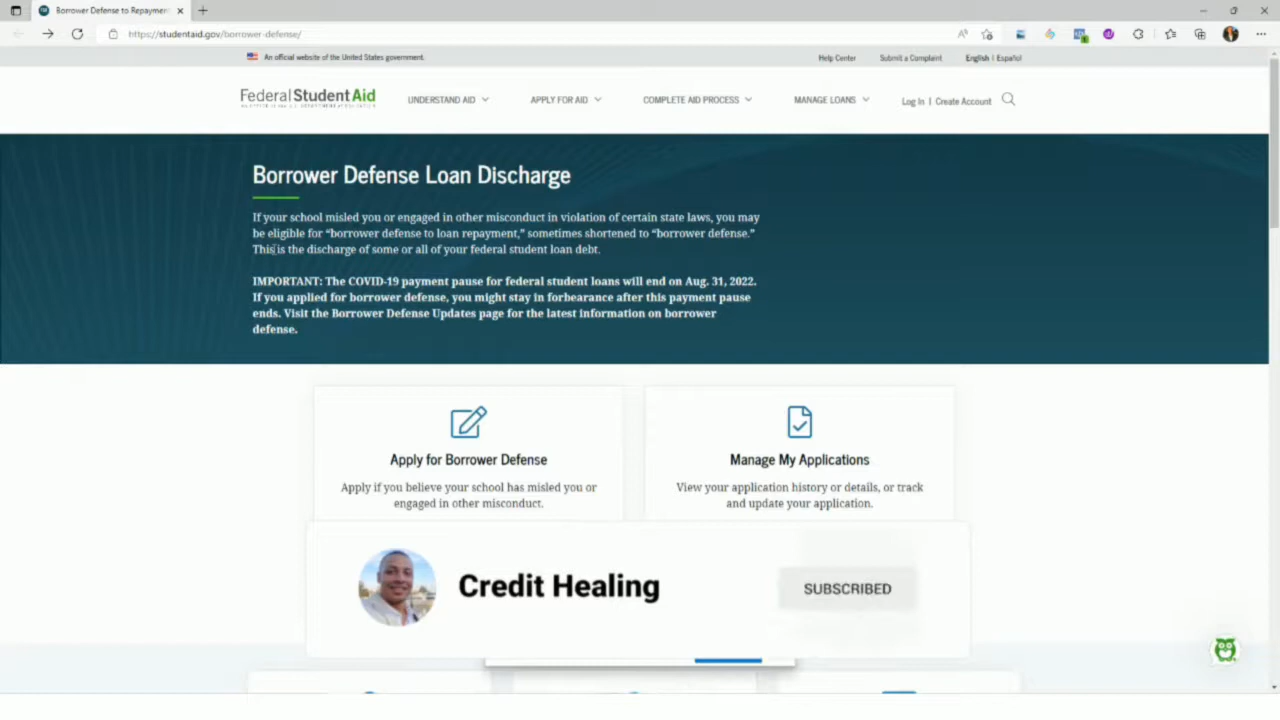 Borrower Defense to Repayment
https://studentaid.gov/borrower-defense/
An official website of the United States government.
Help Center
Submit a Complaint
English | Español
Federal Student Aid
UNDERSTAND AID
APPLY FOR AID
COMPLETE AID PROCESS
MANAGE LOANS
Log In | Create Account
Borrower Defense Loan Discharge
If your school misled you or engaged in other misconduct in violation of certain state laws, you may
be eligible for “borrower defense to loan repayment,” sometimes shortened to “borrower defense.”
This is the discharge of some or all of your federal student loan debt.
IMPORTANT: The COVID-19 payment pause for federal student loans will end on Aug. 31, 2022.
If you applied for borrower defense, you might stay in forbearance after this payment pause
ends. Visit the Borrower Defense Updates page for the latest information on borrower
defense.
Apply for Borrower Defense
Apply if you believe your school has misled you or
engaged in other misconduct.
Manage My Applications
View your application history or details, or track
and update your application.
Credit Healing
SUBSCRIBED